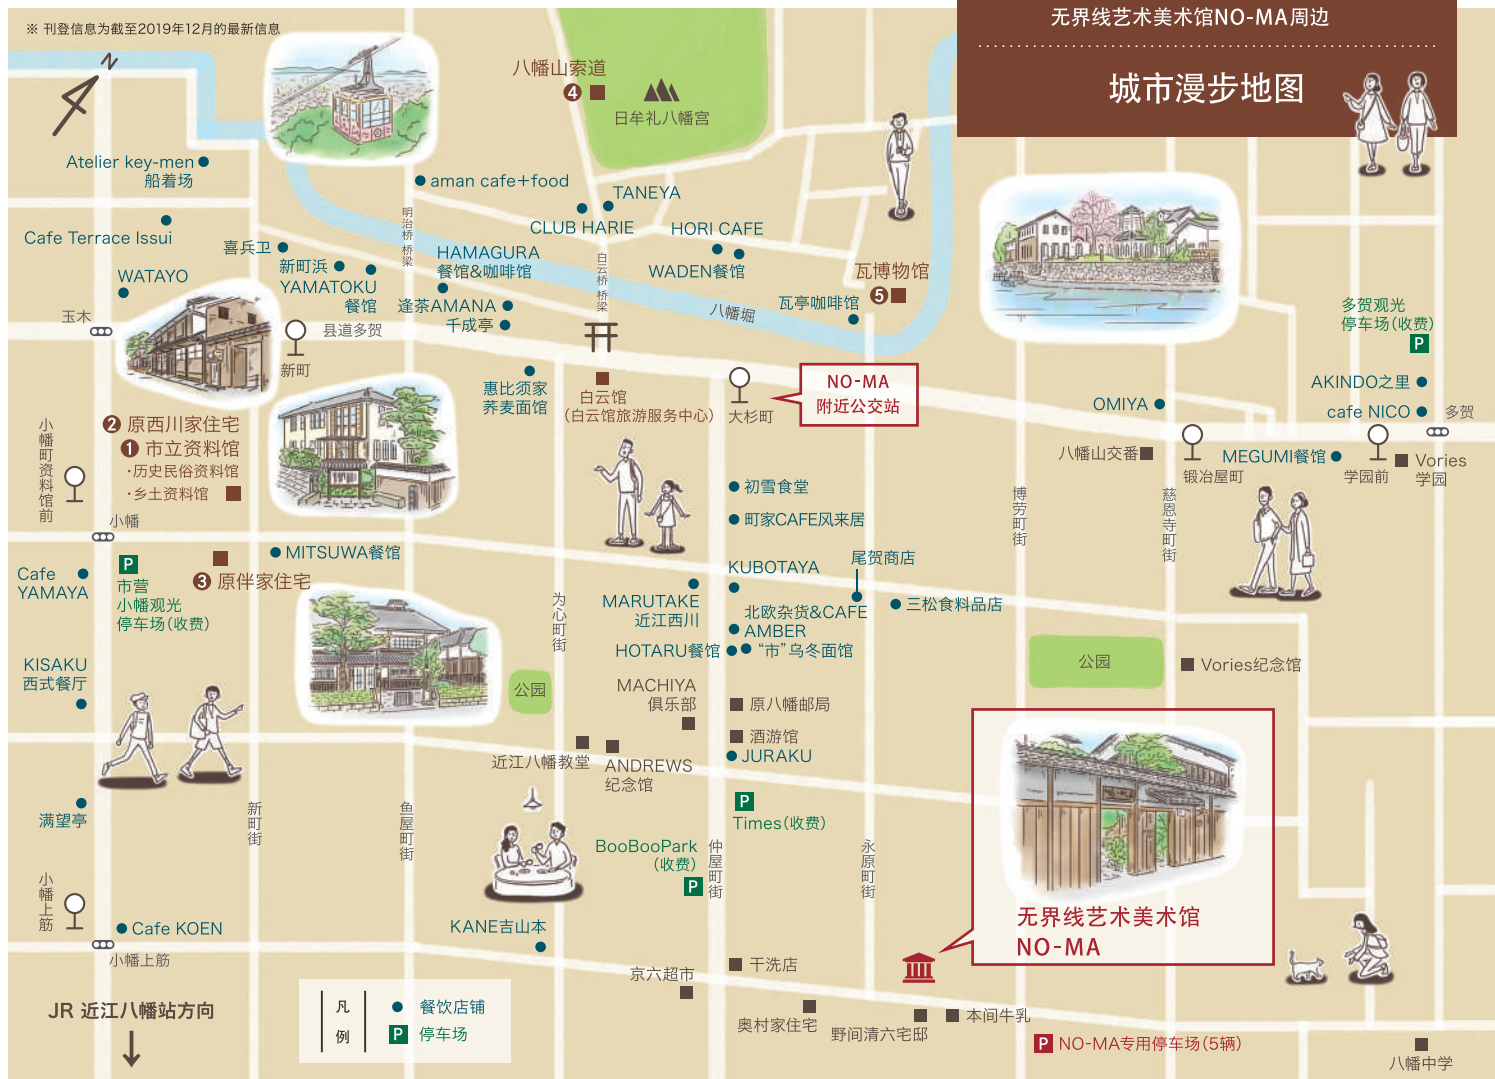 ※ 刊登信息为截至2019年12月的最新信息
无界线艺术美术馆NO-MA周边
城市漫步地图
N
八幡山索道
4
日牟礼八幡宫
Atelier key-men
船着场
aman cafe+food
TANEYA
CLUB HARIE
HORI CAFE
WADEN餐馆
Cafe Terrace Issui
喜兵卫
新町浜
YAMATOKU
餐馆
明治桥 桥梁
HAMAGURA
餐馆&咖啡馆
白云桥 桥梁
逢茶AMANA
千成亭
WATAYO
瓦博物馆
5
瓦亭咖啡馆
八幡堀
玉木
新町
县道多贺
多贺观光
停车场(收费)
P
惠比须家
荞麦面馆
白云馆
(白云馆旅游服务中心)
大杉町
NO-MA
附近公交站
AKINDO之里
cafe NICO
多贺
OMIYA
八幡山交番
锻冶屋町
MEGUMI餐馆
学园前
Vories
学园
小幡町资料馆前
2 原西川家住宅
1 市立资料馆
·历史民俗资料馆
·乡土资料馆
小幡
初雪食堂
町家CAFE风来居
博劳町街
慈恩寺町街
Cafe
YAMAYA
P
市营
小幡观光
停车场(收费)
3 原伴家住宅
MITSUWA餐馆
为心町街
KUBOTAYA
尾贺商店
MARUTAKE
近江西川
三松食料品店
北欧杂货&CAFE
AMBER
HOTARU餐馆
“市”乌冬面馆
公园
Vories纪念馆
KISAKU
西式餐厅
公园
MACHIYA
俱乐部
原八幡邮局
酒游馆
JURAKU
近江八幡教堂
ANDREWS
纪念馆
P
Times(收费)
满望亭
新町街
鱼屋町街
BooBooPark
(收费)
P
仲屋町街
永原町街
小幡上筋
Cafe KOEN
小幡上筋
KANE吉山本
无界线艺术美术馆
NO-MA
JR 近江八幡站方向
凡例
餐饮店铺
P 停车场
京六超市
干洗店
奥村家住宅
野间清六宅邸
本间牛乳
P NO-MA专用停车场(5辆)
八幡中学